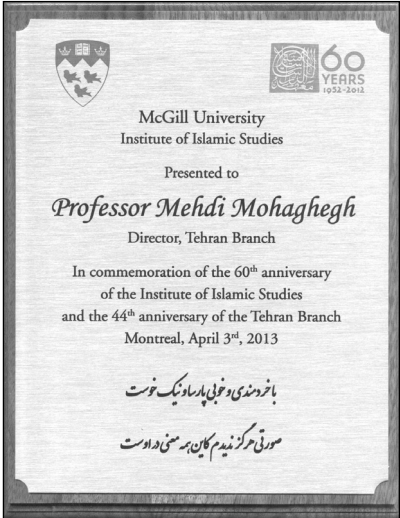 60
YEARS
1952-2012
McGill University
Institute of Islamic Studies
Presented to
Professor Mehdi Mohaghegh
Director, Tehran Branch
In commemoration of the 60th anniversary
of the Institute of Islamic Studies
and the 44th anniversary of the Tehran Branch
Montreal, April 3rd, 2013
با خردمندی و خوبی پارسا و نیک خوست
صورتی هرگز ندیدم کاین همه معنی در اوست